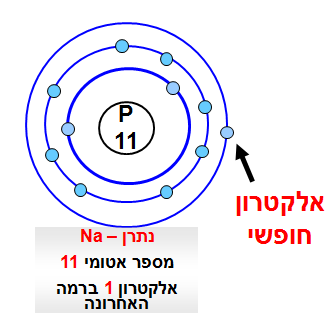 P
11
אלקטרון
חופשי
נתרן – Na
מספר אטומי 11
אלקטרון 1 ברמה
האחרונה